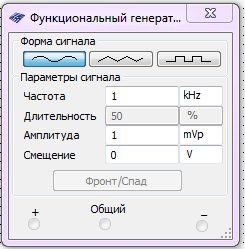 Функциональный генерат...
Форма сигнала
Параметры сигнала
Частота 1 kHz
Длительность 50 %
Амплитуда 1 mVp
Смещение 0 V
Фронт/Спад
+ Общий –